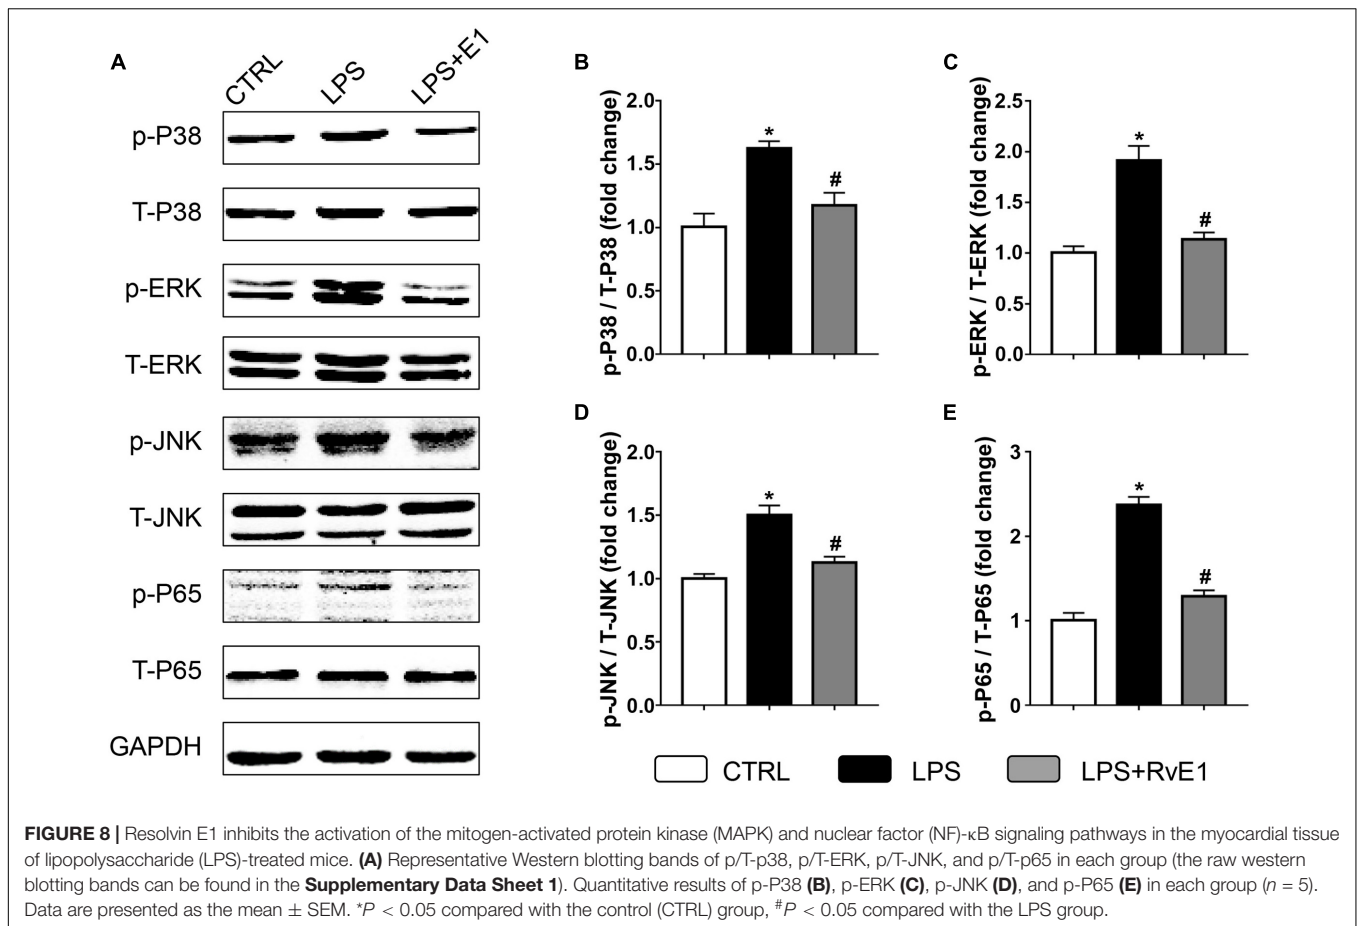 A
CTRL
LPS
LPS+E1
p-P38
T-P38
p-ERK
T-ERK
p-JNK
T-JNK
p-P65
T-P65
GAPDH
B
p-P38 / T-P38 (fold change)
2.0
1.5
1.0
0.5
0.0
*
#
C
p-ERK / T-ERK (fold change)
2.5
2.0
1.5
1.0
0.5
0.0
*
#
D
p-JNK / T-JNK (fold change)
2.0
1.5
1.0
0.5
0.0
*
#
E
p-P65 / T-P65 (fold change)
3
2
1
0
*
#
CTRL
LPS
LPS+RvE1
FIGURE 8 | Resolvin E1 inhibits the activation of the mitogen-activated protein kinase (MAPK) and nuclear factor (NF)-κB signaling pathways in the myocardial tissue
of lipopolysaccharide (LPS)-treated mice. (A) Representative Western blotting bands of p/T-p38, p/T-ERK, p/T-JNK, and p/T-p65 in each group (the raw western
blotting bands can be found in the Supplementary Data Sheet 1). Quantitative results of p-P38 (B), p-ERK (C), p-JNK (D), and p-P65 (E) in each group (n = 5).
Data are presented as the mean ± SEM. *P < 0.05 compared with the control (CTRL) group, #P < 0.05 compared with the LPS group.